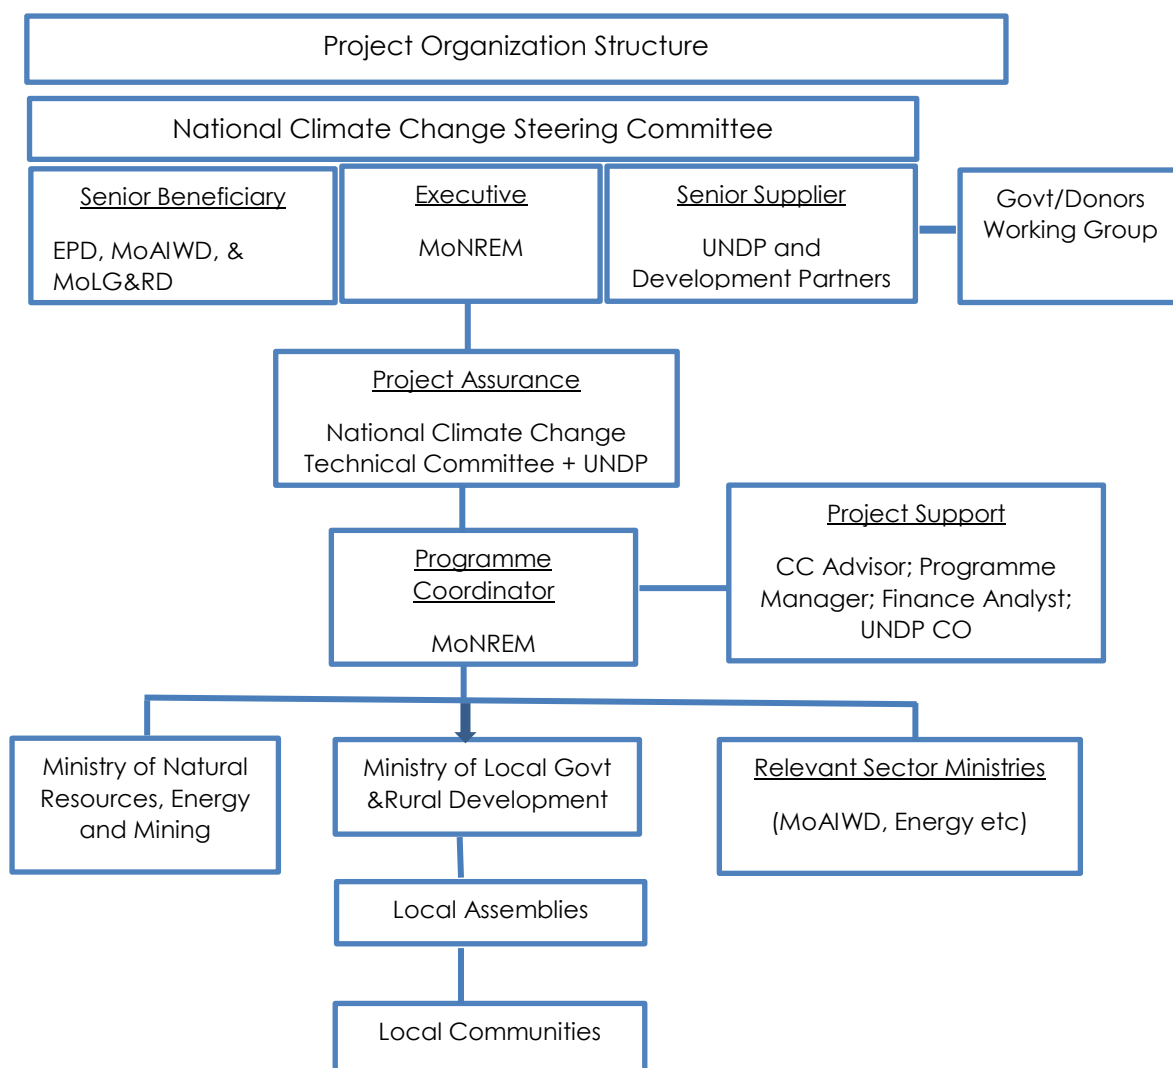 Project Organization Structure
National Climate Change Steering Committee
Senior Beneficiary
EPD, MoAIWD, &
MoLG&RD
Executive
MoNREM
Senior Supplier
UNDP and
Development Partners
Govt/Donors
Working Group
Project Assurance
National Climate Change
Technical Committee + UNDP
Programme
Coordinator
MoNREM
Project Support
CC Advisor; Programme
Manager; Finance Analyst;
UNDP CO
Ministry of Natural
Resources, Energy
and Mining
Ministry of Local Govt
&Rural Development
Relevant Sector Ministries
(MoAIWD, Energy etc)
Local Assemblies
Local Communities